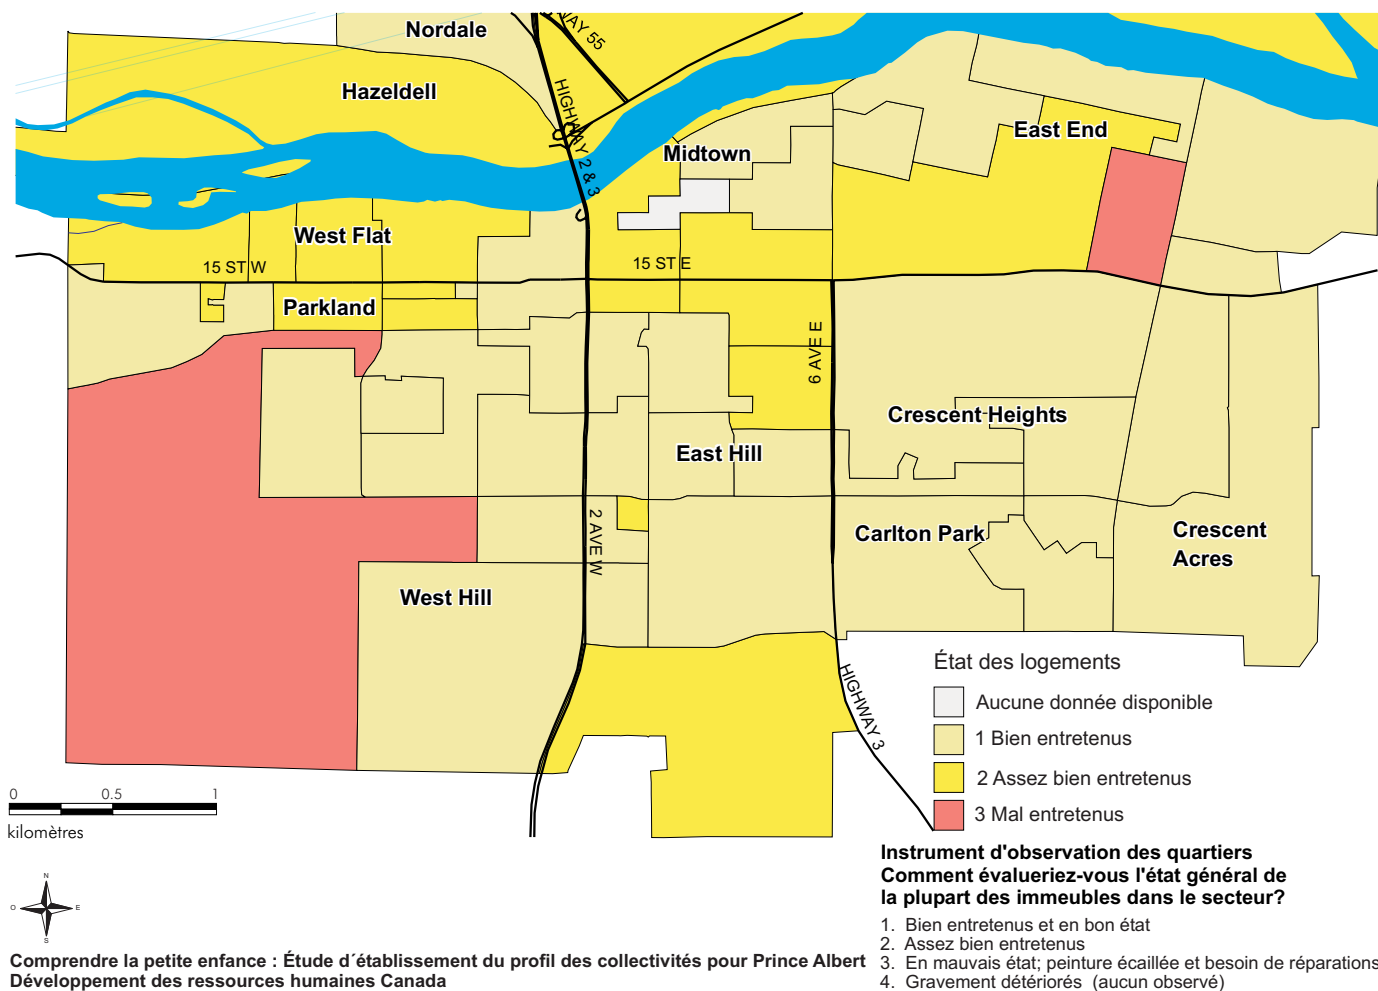 Nordale
WAY 55
Hazeldell
HIGHWAY 2 & 3
East End
Midtown
West Flat
15 ST W
15 ST E
Parkland
6 AVE E
Crescent Heights
East Hill
2 AVE W
Carlton Park
Crescent
Acres
West Hill
HIGHWAY 3
État des logements
Aucune donnée disponible
1 Bien entretenus
2 Assez bien entretenus
3 Mal entretenus
0 0.5 1
kilomètres
Instrument d'observation des quartiers
Comment évalueriez-vous l'état général de
la plupart des immeubles dans le secteur?
1. Bien entretenus et en bon état
2. Assez bien entretenus
3. En mauvais état; peinture écaillée et besoin de réparations
4. Gravement détériorés (aucun observé)
N
O E
S
Comprendre la petite enfance : Étude d´établissement du profil des collectivités pour Prince Albert
Développement des ressources humaines Canada